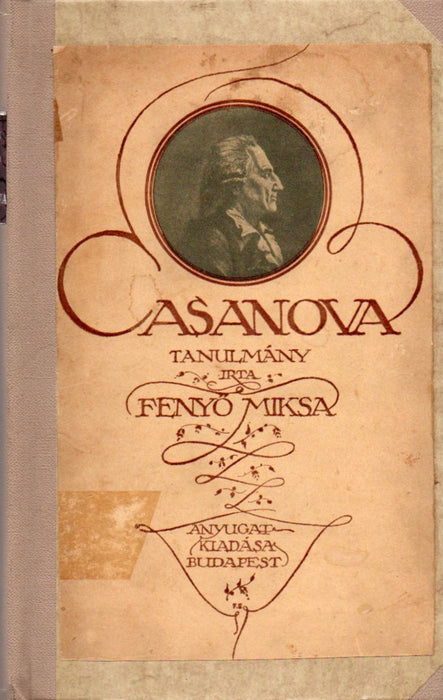 CASANOVA
TANULMÁNY
IRTA
FENYŐ MIKSA
A NYUGAT
KIADÁSA
BUDAPEST